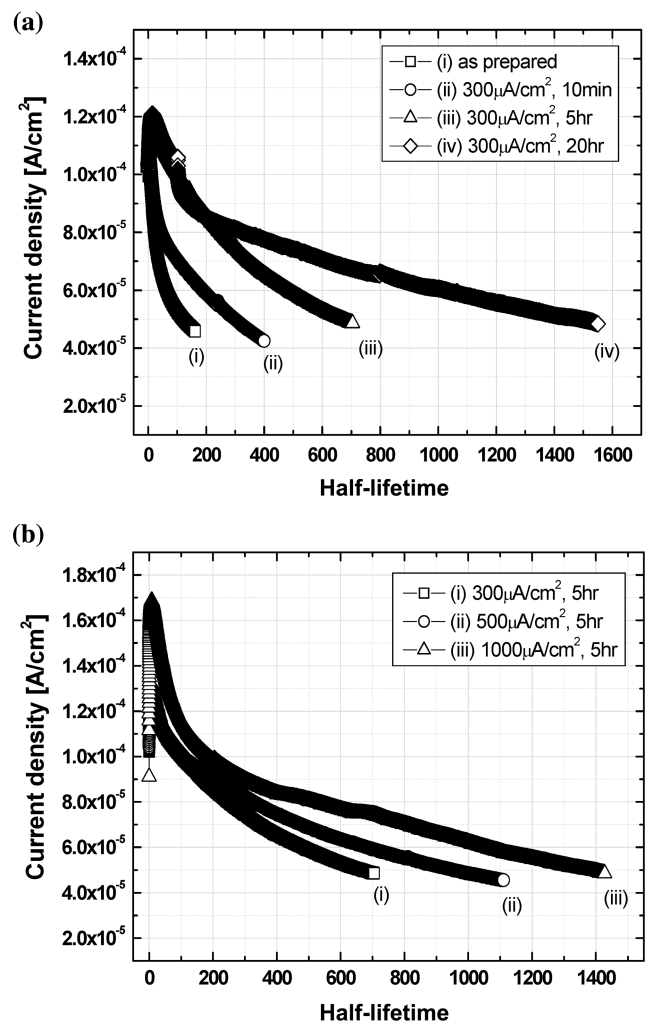 (a)
1.4x10⁻⁴
1.2x10⁻⁴
1.0x10⁻⁴
8.0x10⁻⁵
6.0x10⁻⁵
4.0x10⁻⁵
2.0x10⁻⁵
Current density [A/cm²]
(i) as prepared
(ii) 300μA/cm², 10min
(iii) 300μA/cm², 5hr
(iv) 300μA/cm², 20hr
(i)
(ii)
(iii)
(iv)
0 200 400 600 800 1000 1200 1400 1600
Half-lifetime
(b)
1.8x10⁻⁴
1.6x10⁻⁴
1.4x10⁻⁴
1.2x10⁻⁴
1.0x10⁻⁴
8.0x10⁻⁵
6.0x10⁻⁵
4.0x10⁻⁵
2.0x10⁻⁵
Current density [A/cm²]
(i) 300μA/cm², 5hr
(ii) 500μA/cm², 5hr
(iii) 1000μA/cm², 5hr
(i)
(ii)
(iii)
0 200 400 600 800 1000 1200 1400
Half-lifetime